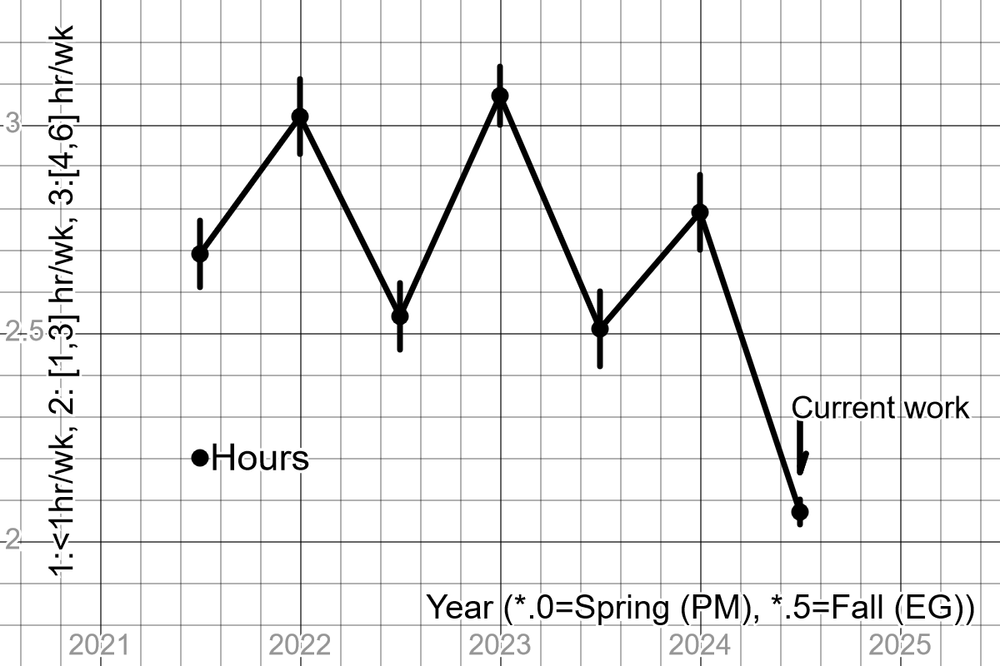 1:<1hr/wk, 2: [1,3] hr/wk, 3:[4,6] hr/wk
3
2.5
2
Current work
Hours
Year (*.0=Spring (PM), *.5=Fall (EG))
2021 2022 2023 2024 2025